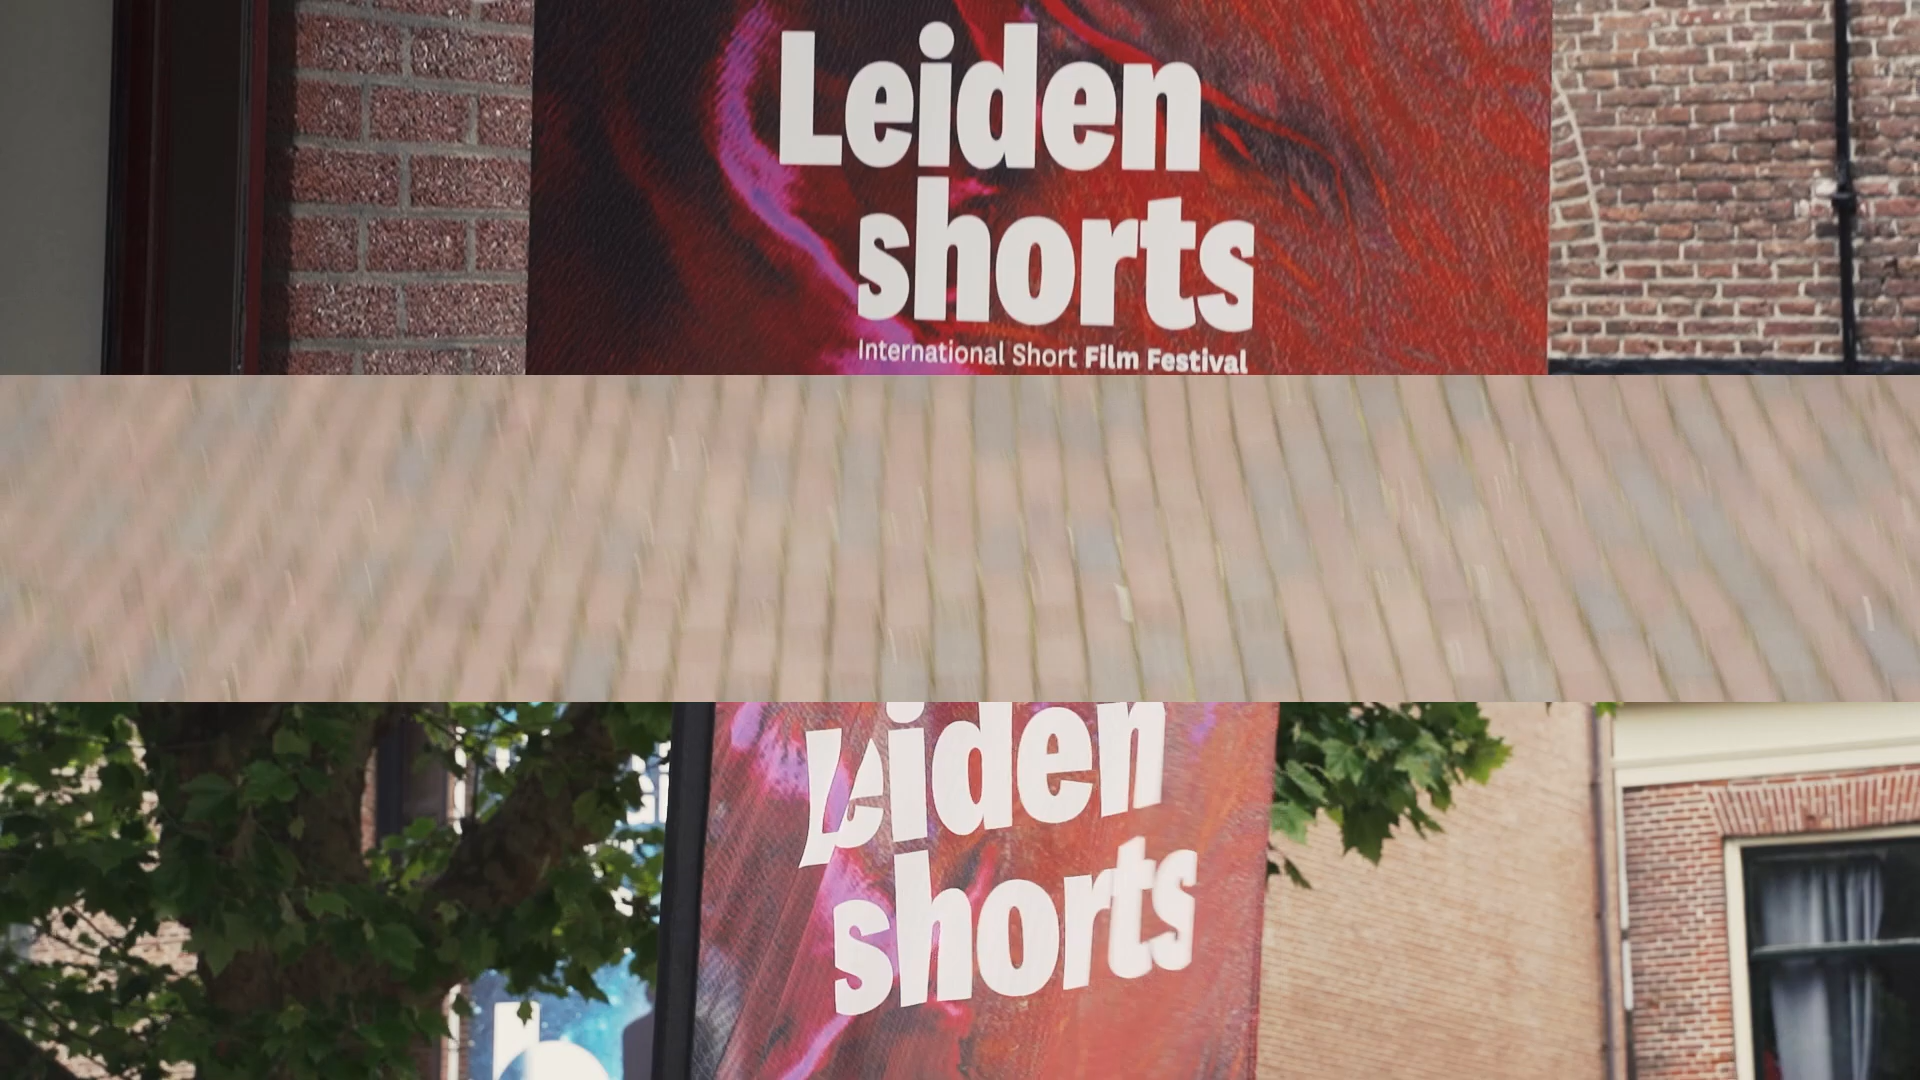 Leiden
shorts
International Short Film Festival
Leiden
shorts